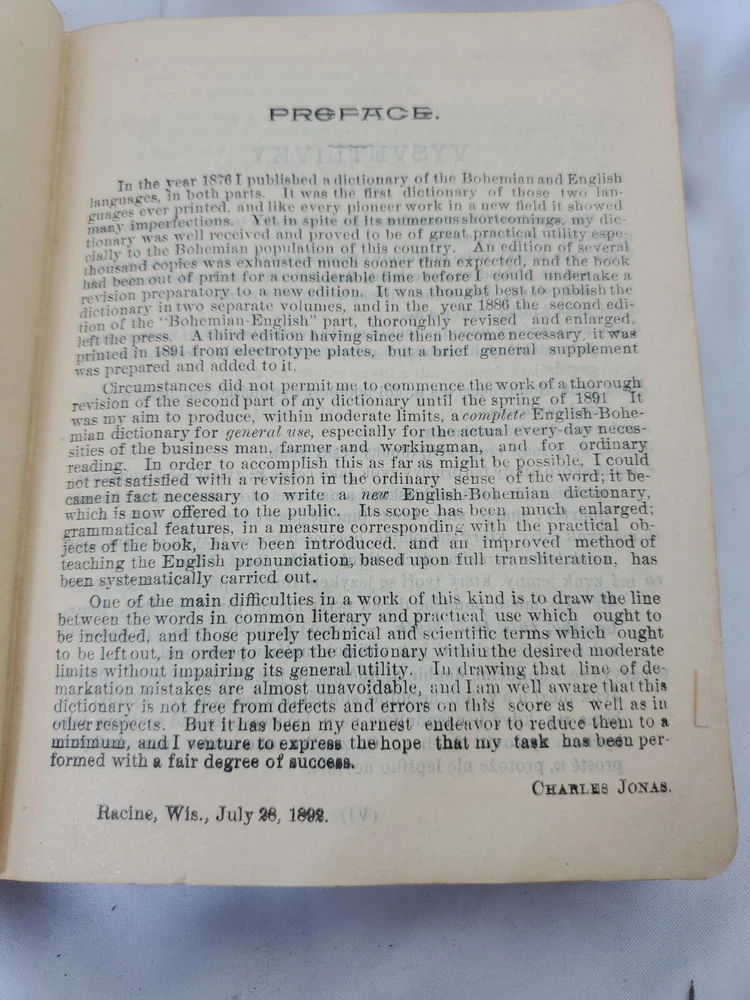 PREFACE.
In the year 1876 I published a dictionary of the Bohemian and English
languages, in both parts. It was the first dictionary of those two lan-
guages ever printed, and like every pioneer work in a new field it showed
many imperfections. Yet in spite of its numerous shortcomings, my dic-
tionary was well received and proved to be of great practical utility espe-
cially to the Bohemian population of this country. An edition of several
thousand copies was exhausted much sooner than expected, and the book
had been out of print for a considerable time before I could undertake a
revision preparatory to a new edition. It was thought best to publish the
dictionary in two separate volumes, and in the year 1886 the second edi-
tion of the "Bohemian-English" part, thoroughly revised and enlarged,
left the press. A third edition having since then become necessary, it was
printed in 1891 from electrotype plates, but a brief general supplement
was prepared and added to it.
Circumstances did not permit me to commence the work of a thorough
revision of the second part of my dictionary until the spring of 1891 It
was my aim to produce, within moderate limits, a complete English-Bohe-
mian dictionary for general use, especially for the actual every-day neces-
sities of the business man, farmer and workingman, and for ordinary
reading. In order to accomplish this as far as might be possible, I could
not rest satisfied with a revision in the ordinary sense of the word; it be-
came in fact necessary to write a new English-Bohemian dictionary,
which is now offered to the public. Its scope has been much enlarged;
grammatical features, in a measure corresponding with the practical ob-
jects of the book, have been introduced, and an improved method of
teaching the English pronunciation, based upon full transliteration, has
been systematically carried out.
One of the main difficulties in a work of this kind is to draw the line
between the words in common literary and practical use which ought to
be included, and those purely technical and scientific terms which ought
to be left out, in order to keep the dictionary within the desired moderate
limits without impairing its general utility. In drawing that line of de-
markation mistakes are almost unavoidable, and I am well aware that this
dictionary is not free from defects and errors on this score as well as in
other respects. But it has been my earnest endeavor to reduce them to a
minimum, and I venture to express the hope that my task has been per-
formed with a fair degree of success.
CHARLES JONAS.
Racine, Wis., July 28, 1892.